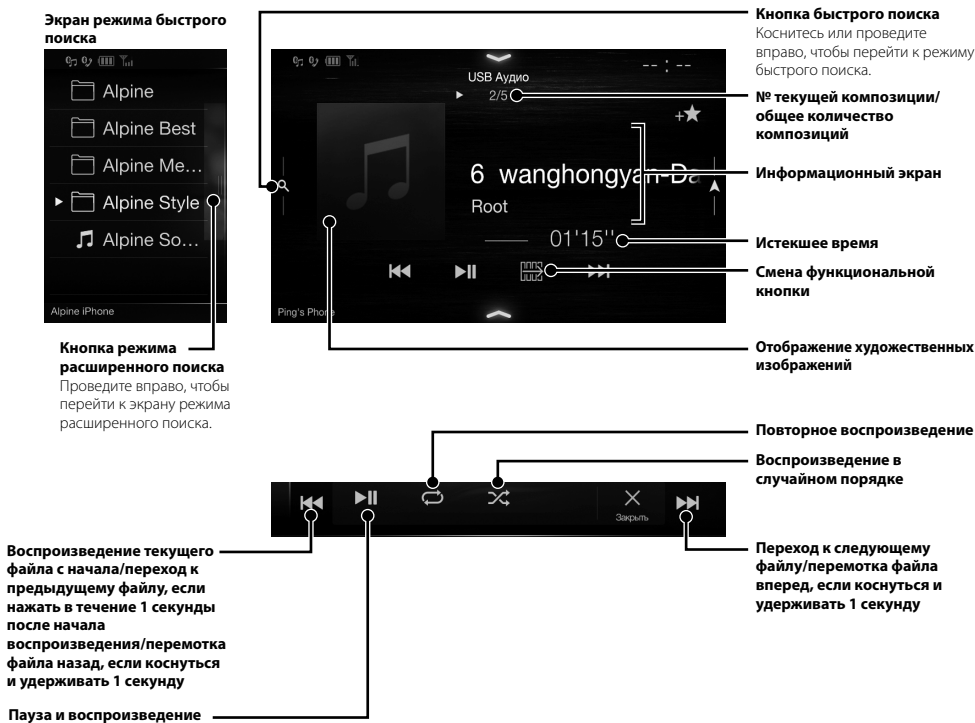 Экран режима быстрого
поиска
Alpine
Alpine Best
Alpine Me...
Alpine Style
Alpine So...
Alpine iPhone
Кнопка режима
расширенного поиска
Проведите вправо, чтобы
перейти к экрану режима
расширенного поиска.
USB Аудио
-- : --
2/5
6 wanghongyan-Da
Root
01'15''
Ping's Phone
Кнопка быстрого поиска
Коснитесь или проведите
вправо, чтобы перейти к режиму
быстрого поиска.
№ текущей композиции/
общее количество
композиций
Информационный экран
Истекшее время
Смена функциональной
кнопки
Отображение художественных
изображений
Повторное воспроизведение
Воспроизведение в
случайном порядке
Закрыть
Воспроизведение текущего
файла с начала/переход к
предыдущему файлу, если
нажать в течение 1 секунды
после начала
воспроизведения/перемотка
файла назад, если коснуться
и удерживать 1 секунду
Переход к следующему
файлу/перемотка файла
вперед, если коснуться и
удерживать 1 секунду
Пауза и воспроизведение